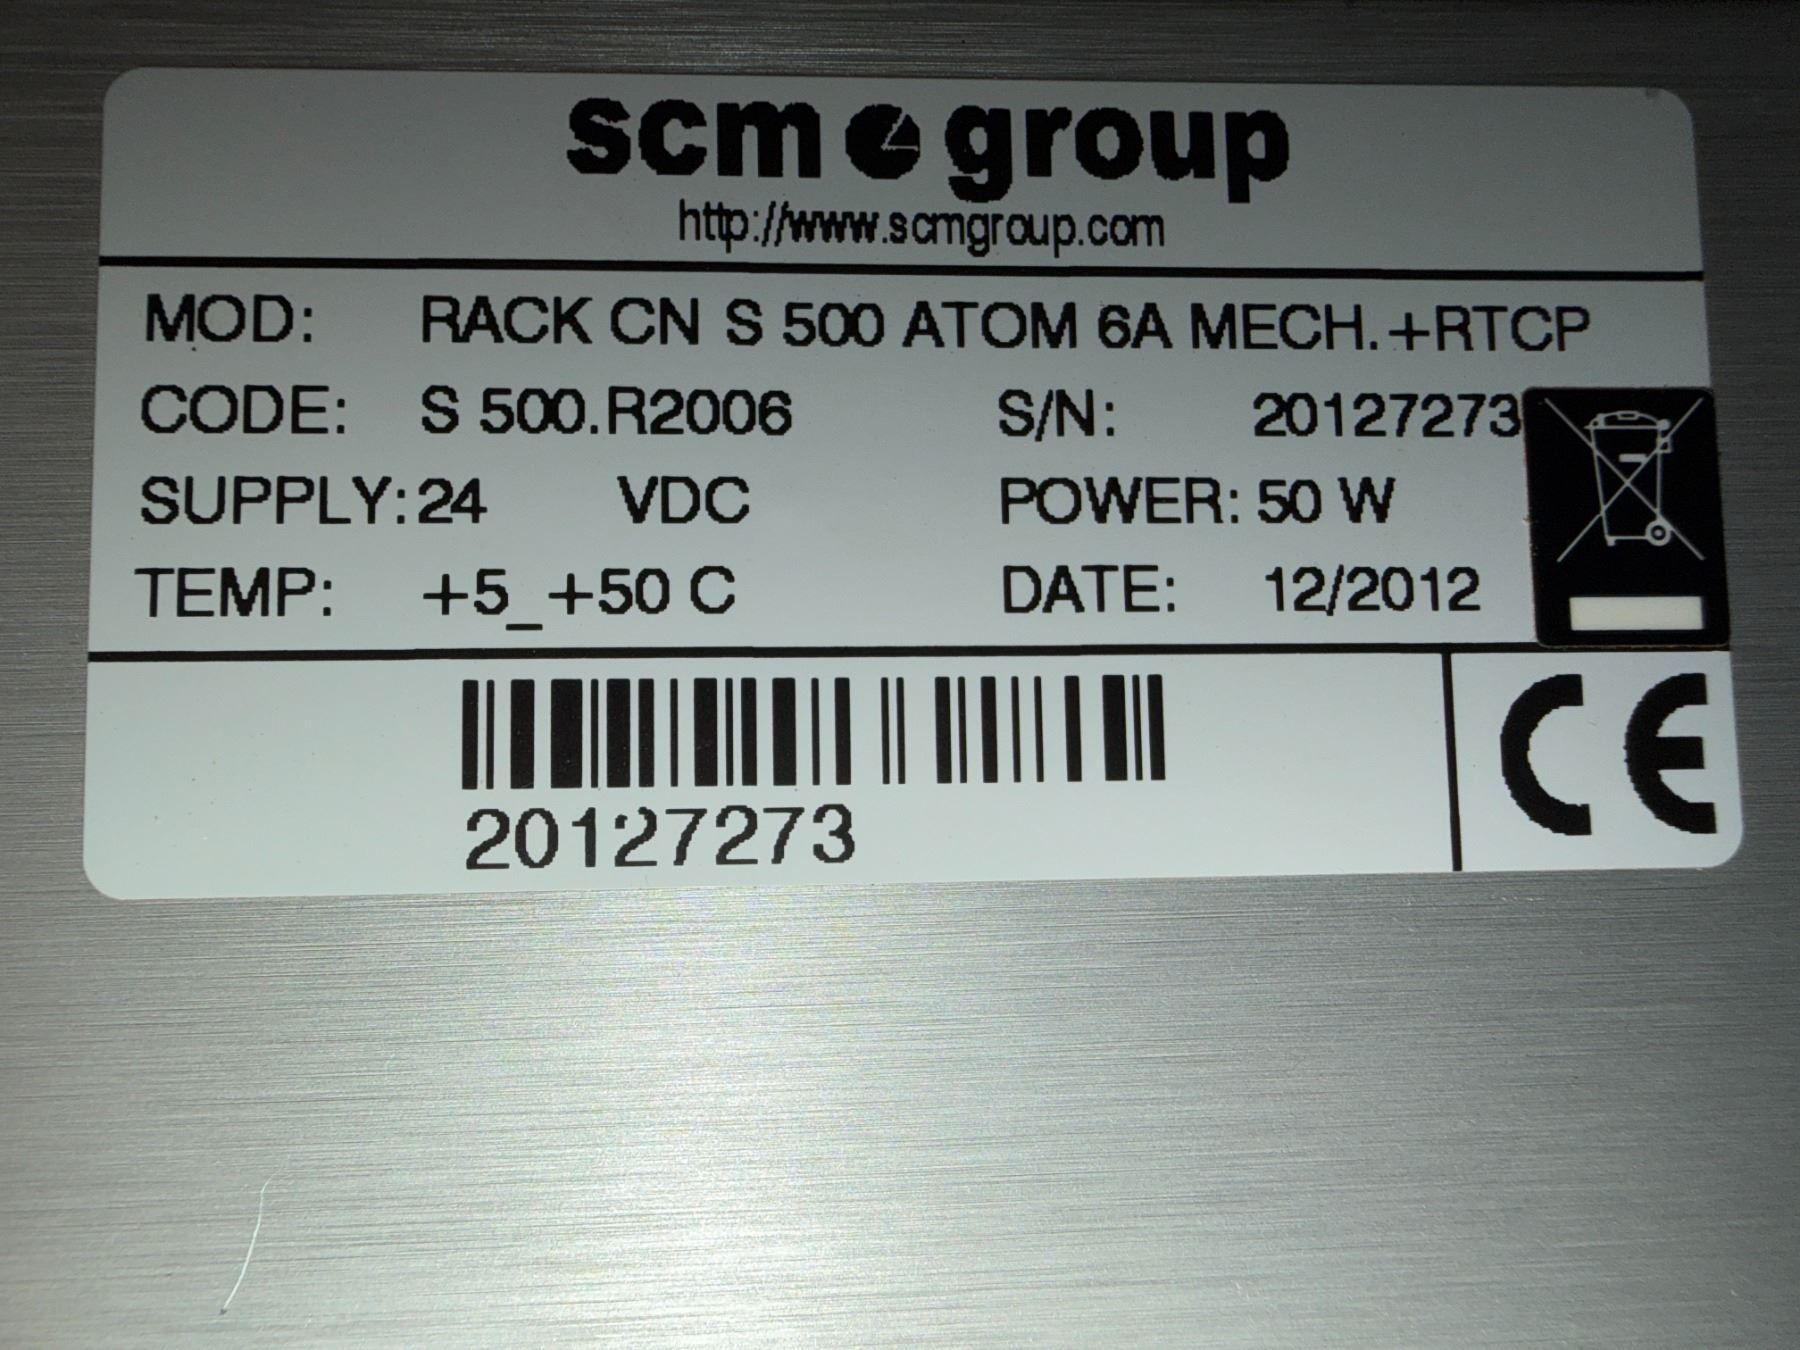 scm group
http://www.scmgroup.com
MOD: RACK CN S 500 ATOM 6A MECH.+RTCP
CODE: S 500.R2006 S/N: 20127273
SUPPLY: 24 VDC POWER: 50 W
TEMP: +5_+50 C DATE: 12/2012
20127273
CE